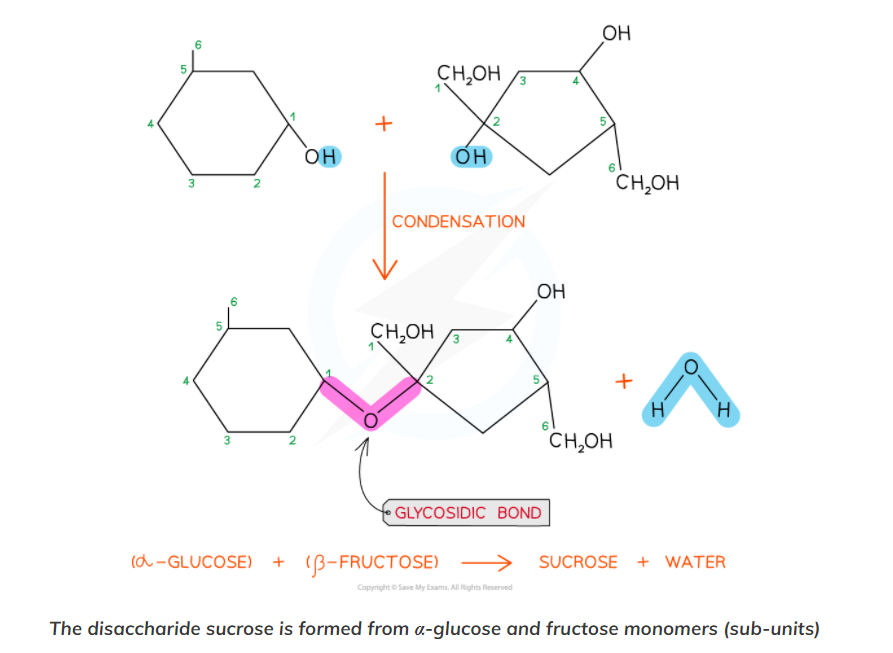 OH
6
CH₂OH
5
3
4
1
1
4
+
2
5
OH
OH
6
3
2
CH₂OH
CONDENSATION
OH
6
CH₂OH
5
1
3
4
O
1
4
2
5
+
H
H
O
6
3
2
CH₂OH
GLYCOSIDIC BOND
(α-GLUCOSE) + (β-FRUCTOSE) → SUCROSE + WATER
Copyright © Save My Exams. All Rights Reserved
The disaccharide sucrose is formed from α-glucose and fructose monomers (sub-units)